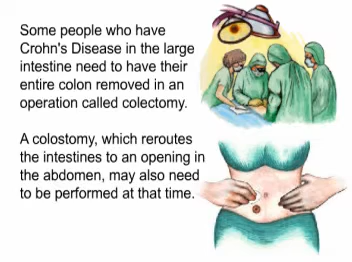 Some people who have
Crohn's Disease in the large
intestine need to have their
entire colon removed in an
operation called colectomy.
A colostomy, which reroutes
the intestines to an opening in
the abdomen, may also need
to be performed at that time.